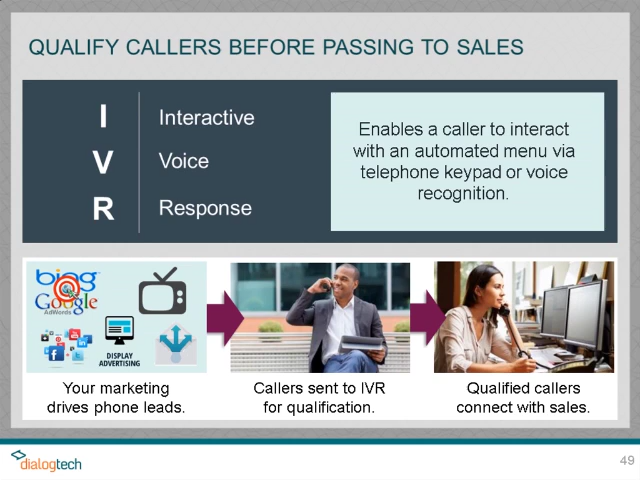 QUALIFY CALLERS BEFORE PASSING TO SALES
I Interactive
V Voice
R Response
Enables a caller to interact
with an automated menu via
telephone keypad or voice
recognition.
bing
Google
AdWords
DISPLAY
ADVERTISING
Your marketing
drives phone leads.
Callers sent to IVR
for qualification.
Qualified callers
connect with sales.
dialogtech
49